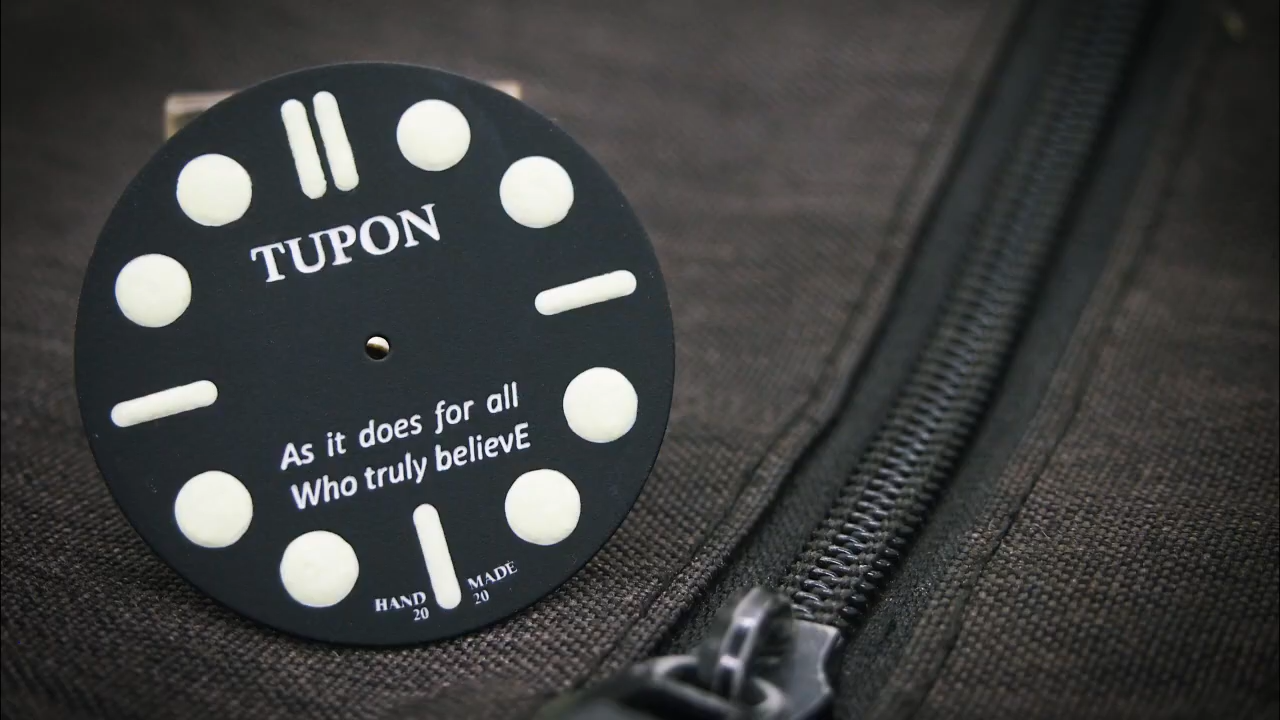 TUPON
As it does for all
Who truly believE
HAND MADE
20 20